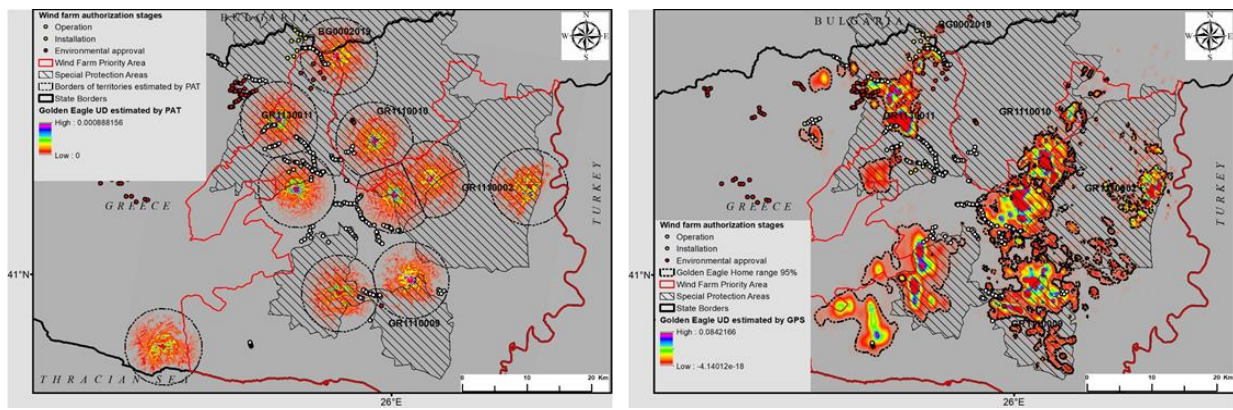 Wind farm authorization stages
Operation
Installation
Environmental approval
Wind Farm Priority Area
Special Protection Areas
Borders of territories estimated by PAT
State Borders
Golden Eagle UD estimated by PAT
High : 0.000888156
Low : 0
BULGARIA
BG0002019
N
W
E
S
GR1130011
GR1110010
GR1110002
GREECE
TURKEY
41°N
GR1110009
THRACIAN SEA
0 10 20 Km
26°E
BULGARIA
BG0002019
N
W
E
S
GR1110010
GR1130011
GR1110002
GREECE
TURKEY
Wind farm authorization stages
Operation
Installation
Environmental approval
Golden Eagle Home range 95%
Wind Farm Priority Area
Special Protection Areas
State Borders
Golden Eagle UD estimated by GPS
High : 0.0842166
Low : -4.14012e-18
41°N
GR1110009
0 10 20 Km
26°E